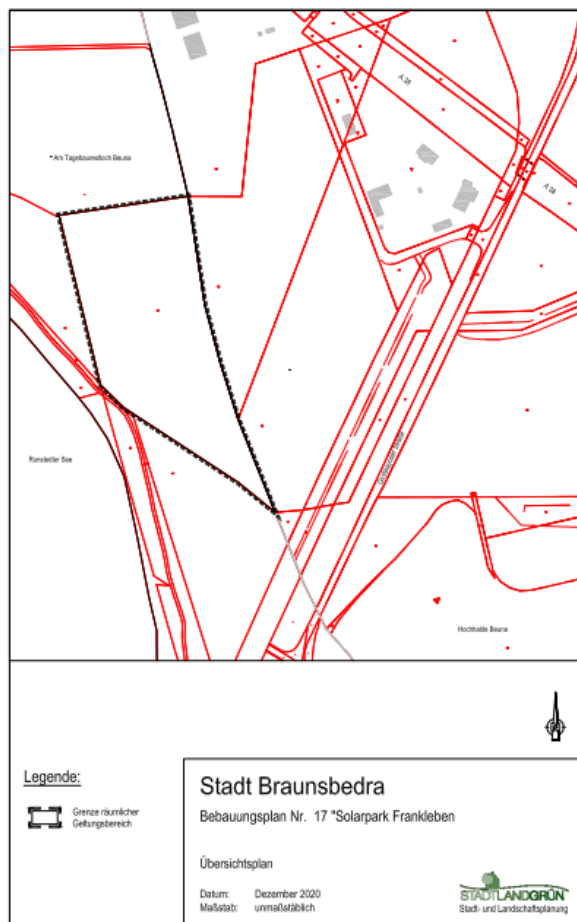 A 38
Am Tagebaurestloch Beuna
A 38
Runstedter See
Hochhalde Beuna
Legende:
Grenze räumlicher
Geltungsbereich
Stadt Braunsbedra
Bebauungsplan Nr. 17 "Solarpark Frankleben
Übersichtsplan
Datum: Dezember 2020
Maßstab: unmaßstäblich
STADTLANDGRÜN
Stadt- und Landschaftsplanung